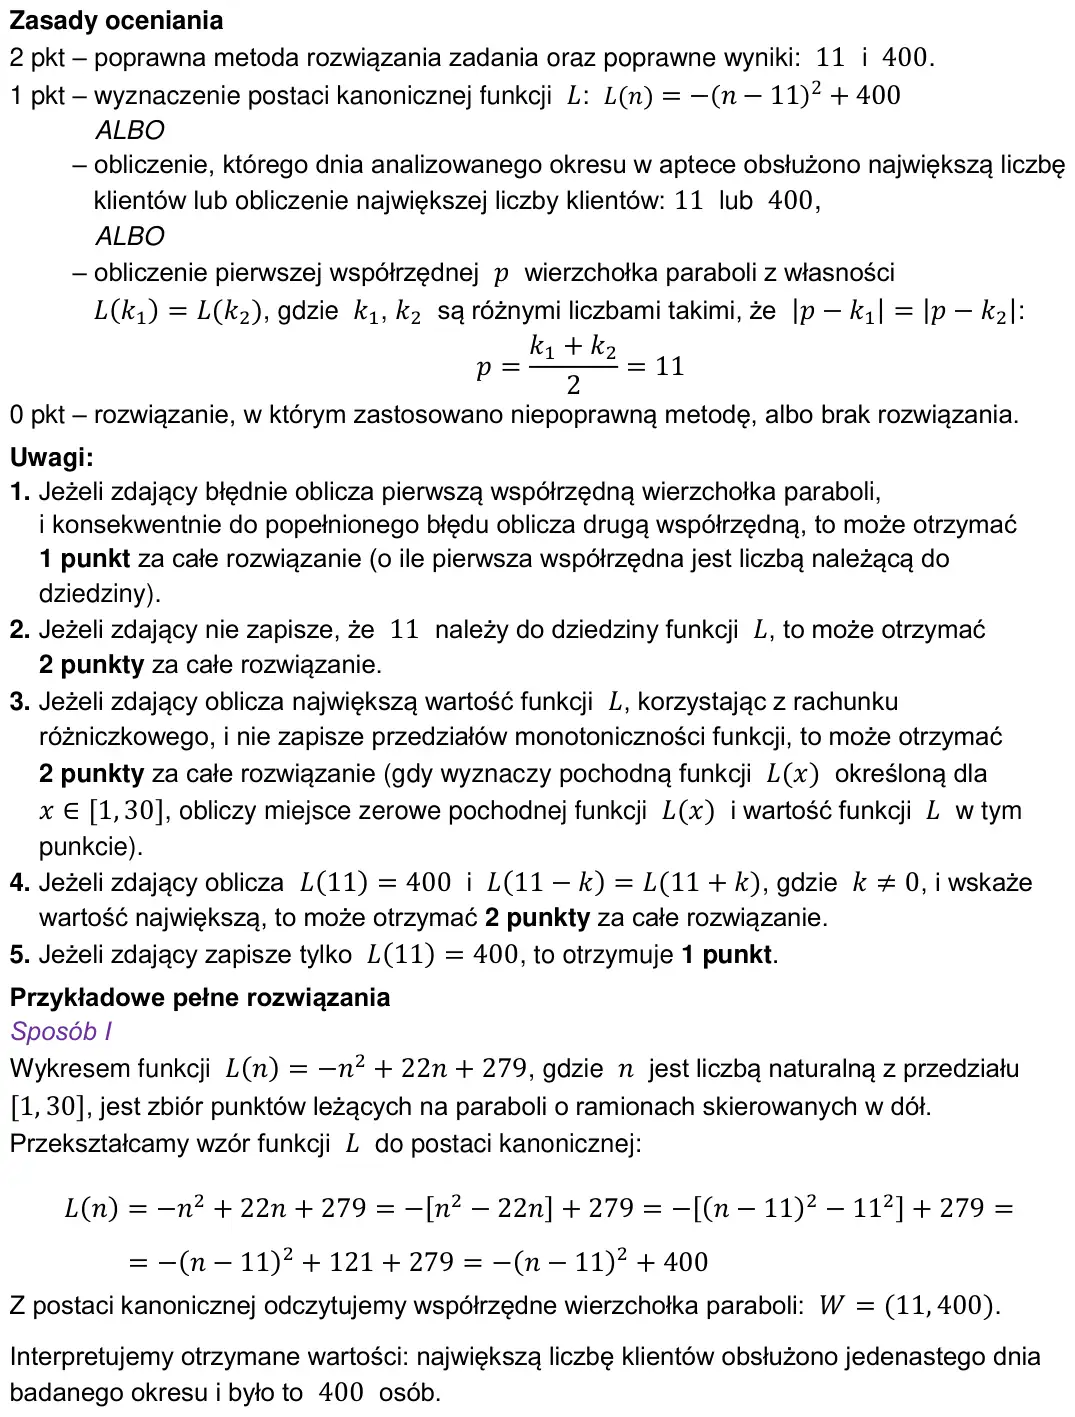 Zasady oceniania
2 pkt – poprawna metoda rozwiązania zadania oraz poprawne wyniki: 11 i 400.
1 pkt – wyznaczenie postaci kanonicznej funkcji L: L(n) = −(n − 11)² + 400
ALBO
– obliczenie, którego dnia analizowanego okresu w aptece obsłużono największą liczbę
klientów lub obliczenie największej liczby klientów: 11 lub 400,
ALBO
– obliczenie pierwszej współrzędnej p wierzchołka paraboli z własności
L(k₁) = L(k₂), gdzie k₁, k₂ są różnymi liczbami takimi, że |p − k₁| = |p − k₂|:
p = (k₁ + k₂)/2 = 11
0 pkt – rozwiązanie, w którym zastosowano niepoprawną metodę, albo brak rozwiązania.
Uwagi:
1. Jeżeli zdający błędnie oblicza pierwszą współrzędną wierzchołka paraboli,
i konsekwentnie do popełnionego błędu oblicza drugą współrzędną, to może otrzymać
1 punkt za całe rozwiązanie (o ile pierwsza współrzędna jest liczbą należącą do
dziedziny).
2. Jeżeli zdający nie zapisze, że 11 należy do dziedziny funkcji L, to może otrzymać
2 punkty za całe rozwiązanie.
3. Jeżeli zdający oblicza największą wartość funkcji L, korzystając z rachunku
różniczkowego, i nie zapisze przedziałów monotoniczności funkcji, to może otrzymać
2 punkty za całe rozwiązanie (gdy wyznaczy pochodną funkcji L(x) określoną dla
x ∈ [1, 30], obliczy miejsce zerowe pochodnej funkcji L(x) i wartość funkcji L w tym
punkcie).
4. Jeżeli zdający oblicza L(11) = 400 i L(11 − k) = L(11 + k), gdzie k ≠ 0, i wskaże
wartość największą, to może otrzymać 2 punkty za całe rozwiązanie.
5. Jeżeli zdający zapisze tylko L(11) = 400, to otrzymuje 1 punkt.
Przykładowe pełne rozwiązania
Sposób I
Wykresem funkcji L(n) = −n² + 22n + 279, gdzie n jest liczbą naturalną z przedziału
[1, 30], jest zbiór punktów leżących na paraboli o ramionach skierowanych w dół.
Przekształcamy wzór funkcji L do postaci kanonicznej:
L(n) = −n² + 22n + 279 = −[n² − 22n] + 279 = −[(n − 11)² − 11²] + 279 =
= −(n − 11)² + 121 + 279 = −(n − 11)² + 400
Z postaci kanonicznej odczytujemy współrzędne wierzchołka paraboli: W = (11, 400).
Interpretujemy otrzymane wartości: największą liczbę klientów obsłużono jedenastego dnia
badanego okresu i było to 400 osób.